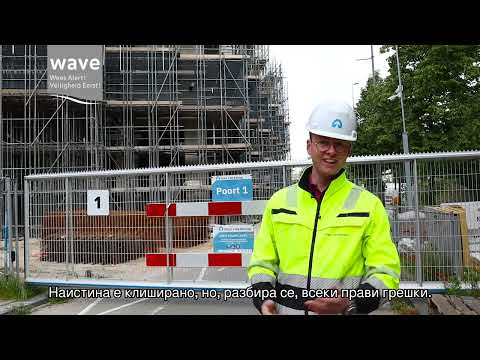 wave
Wees Alert!
Veiligheid Eerst!
Poort 1
1
Наистина е клиширано, но, разбира се, всеки прави грешки.